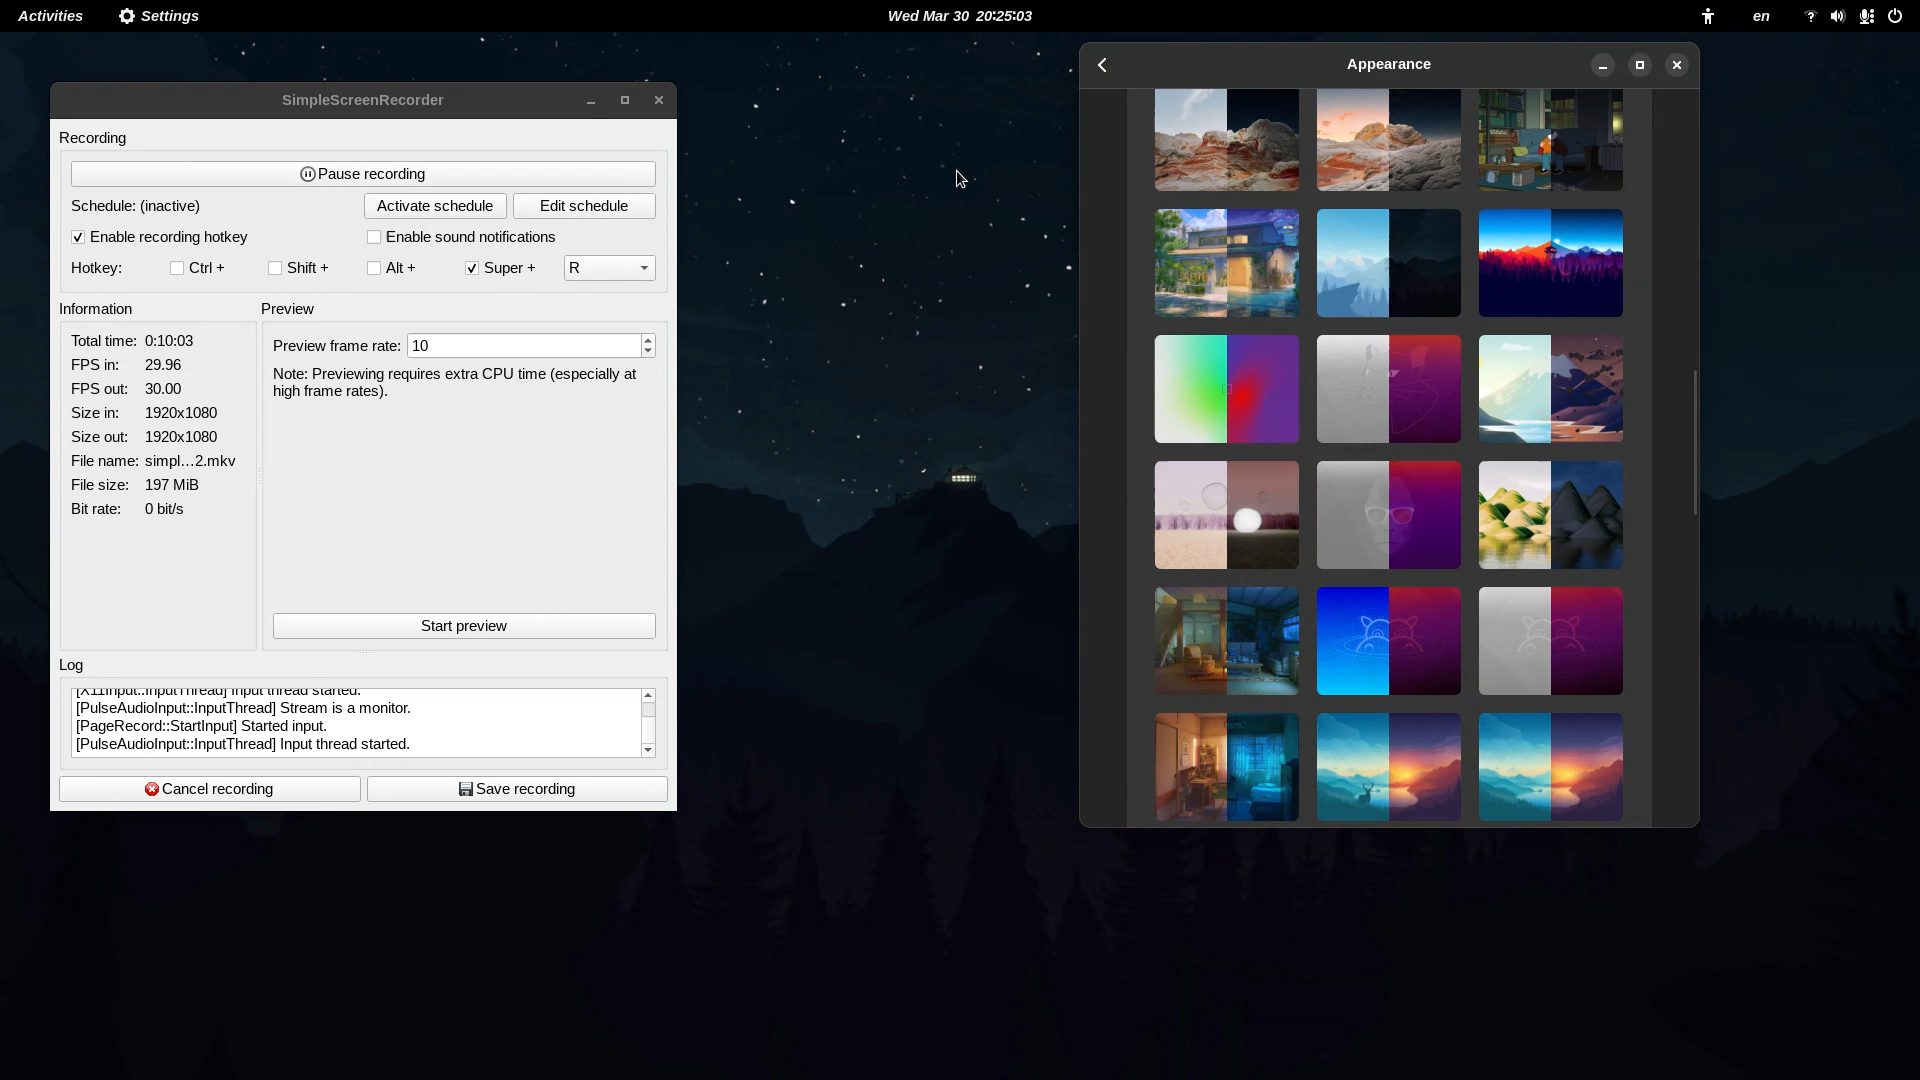 Activities
Settings
Wed Mar 30 20:25:03
en
SimpleScreenRecorder
Recording
Pause recording
Schedule: (inactive)
Activate schedule
Edit schedule
Enable recording hotkey
Enable sound notifications
Hotkey:
Ctrl +
Shift +
Alt +
Super +
R
Information
Total time: 0:10:03
FPS in: 29.96
FPS out: 30.00
Size in: 1920x1080
Size out: 1920x1080
File name: simpl…2.mkv
File size: 197 MiB
Bit rate: 0 bit/s
Preview
Preview frame rate: 10
Note: Previewing requires extra CPU time (especially at
high frame rates).
Start preview
Log
[X11Input::InputThread] Input thread started.
[PulseAudioInput::InputThread] Stream is a monitor.
[PageRecord::StartInput] Started input.
[PulseAudioInput::InputThread] Input thread started.
Cancel recording
Save recording
Appearance